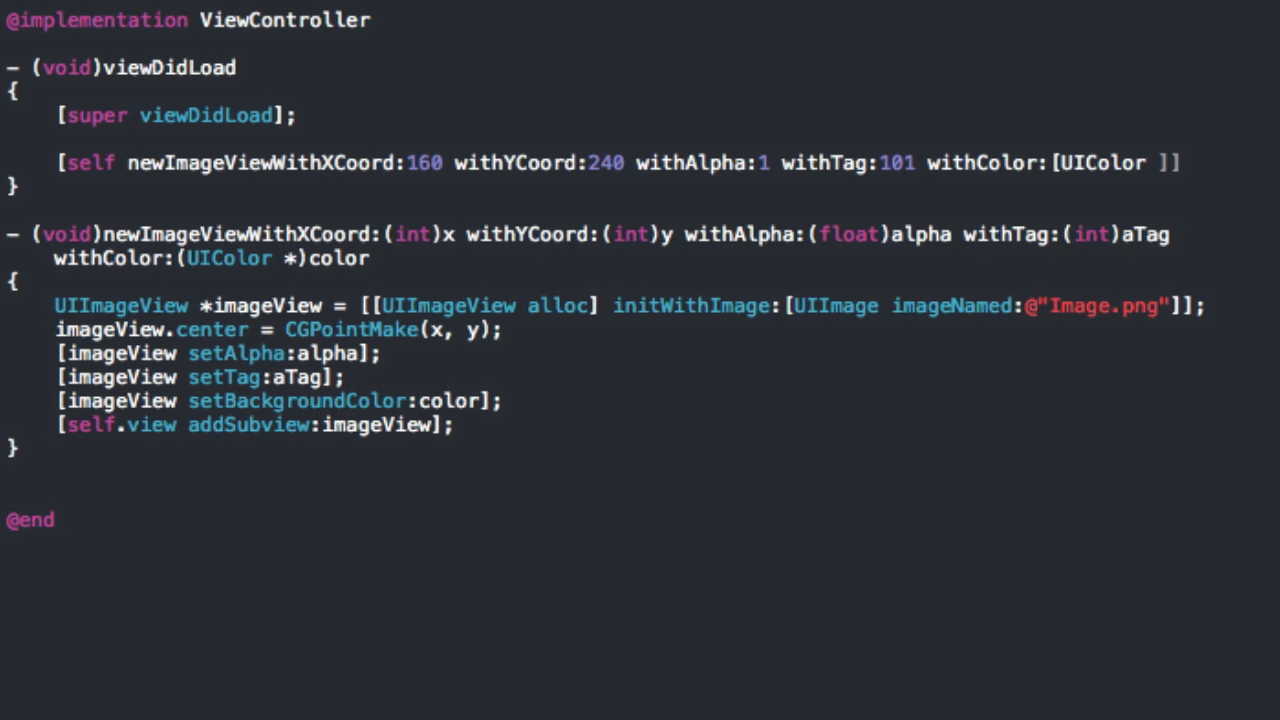 @implementation ViewController
- (void)viewDidLoad
{
[super viewDidLoad];
[self newImageViewWithXCoord:160 withYCoord:240 withAlpha:1 withTag:101 withColor:[UIColor ]]
}
- (void)newImageViewWithXCoord:(int)x withYCoord:(int)y withAlpha:(float)alpha withTag:(int)aTag
withColor:(UIColor *)color
{
UIImageView *imageView = [[UIImageView alloc] initWithImage:[UIImage imageNamed:@"Image.png"]];
imageView.center = CGPointMake(x, y);
[imageView setAlpha:alpha];
[imageView setTag:aTag];
[imageView setBackgroundColor:color];
[self.view addSubview:imageView];
}
@end